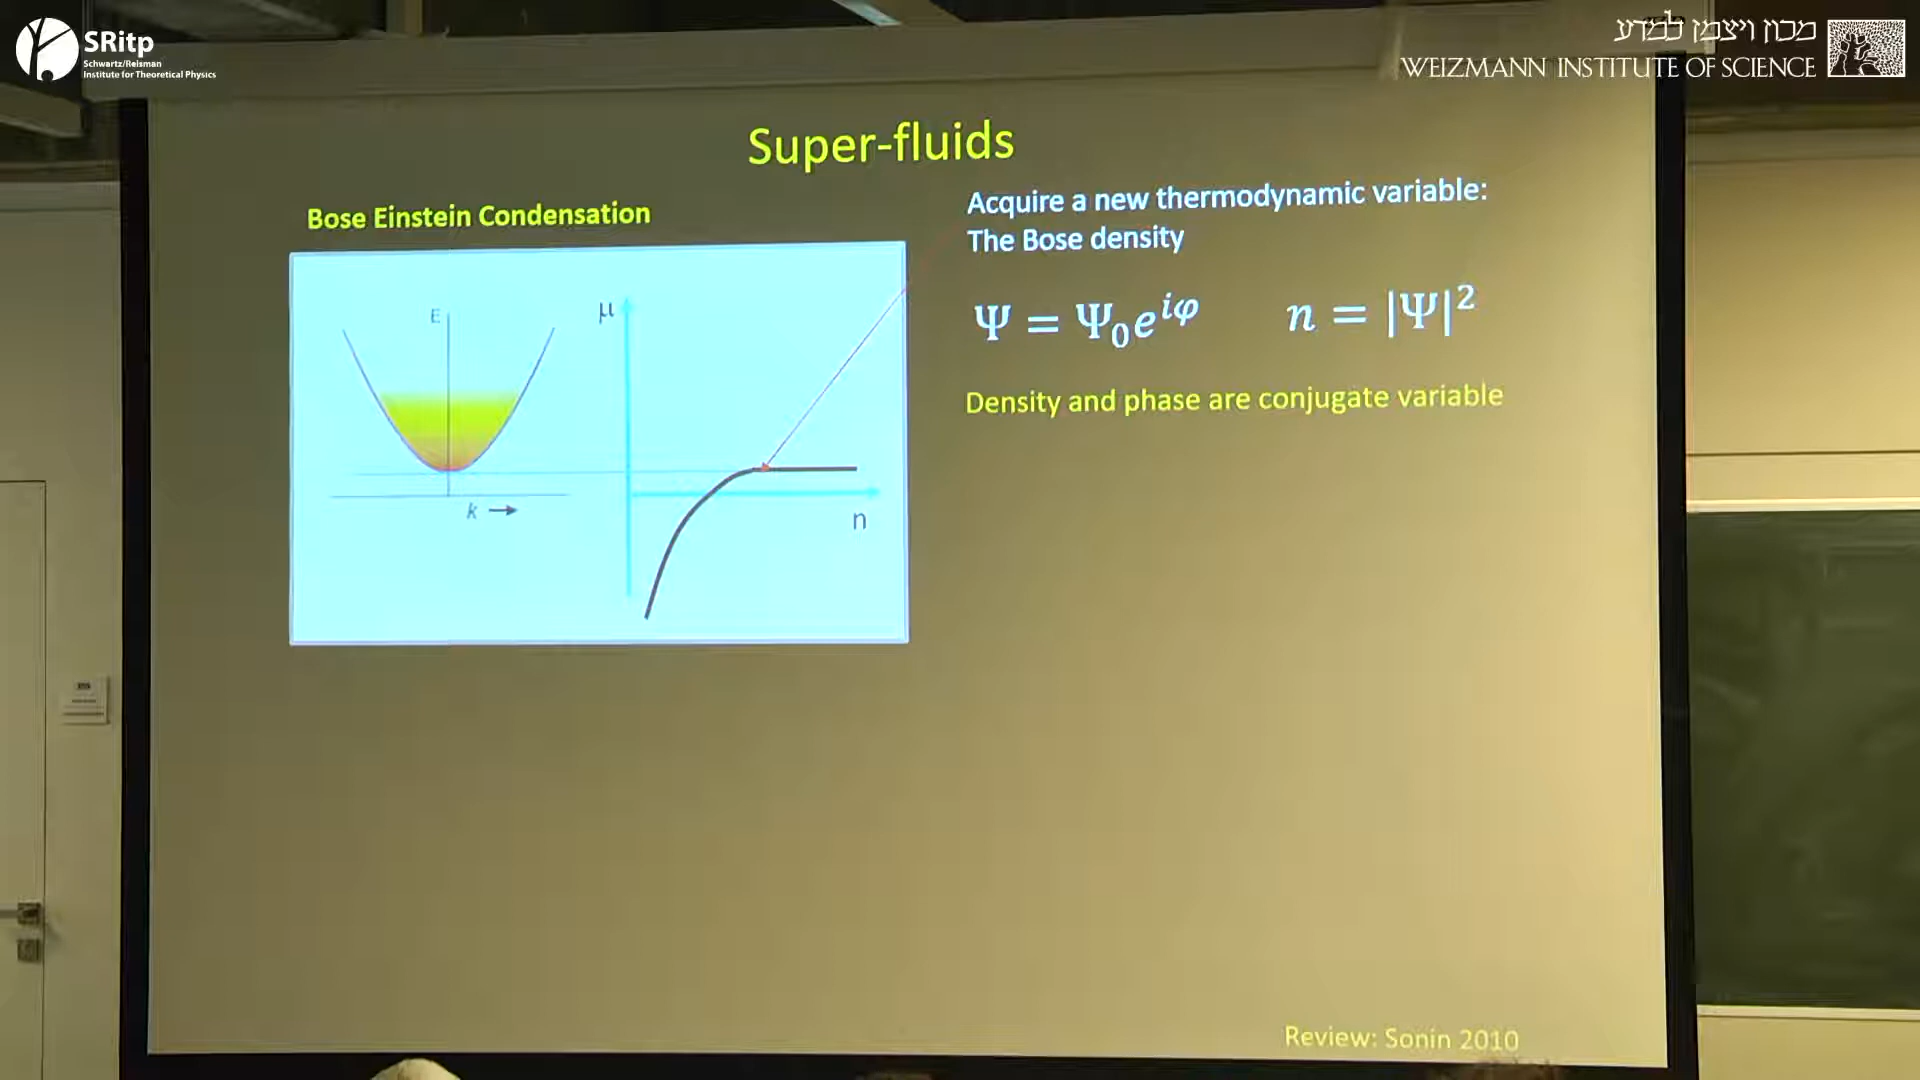 SRitp
Schwartz/Reisman
Institute for Theoretical Physics
מכון ויצמן למדע
WEIZMANN INSTITUTE OF SCIENCE
Super-fluids
Bose Einstein Condensation
E
k →
μ
n
Acquire a new thermodynamic variable:
The Bose density
Ψ = Ψ₀e^{iφ} n = |Ψ|²
Density and phase are conjugate variable
Review: Sonin 2010